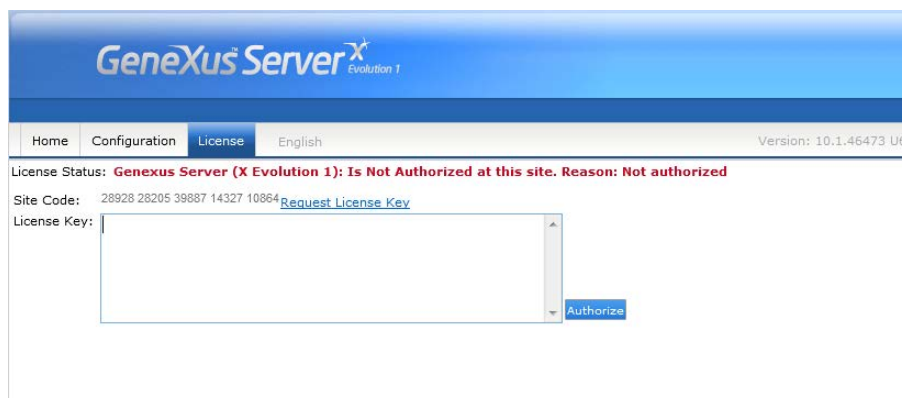 GeneXus™ Server X Evolution 1
Home Configuration License English Version: 10.1.46473 U
License Status: Genexus Server (X Evolution 1): Is Not Authorized at this site. Reason: Not authorized
Site Code: 28928 28205 39887 14327 10864 Request License Key
License Key:
Authorize